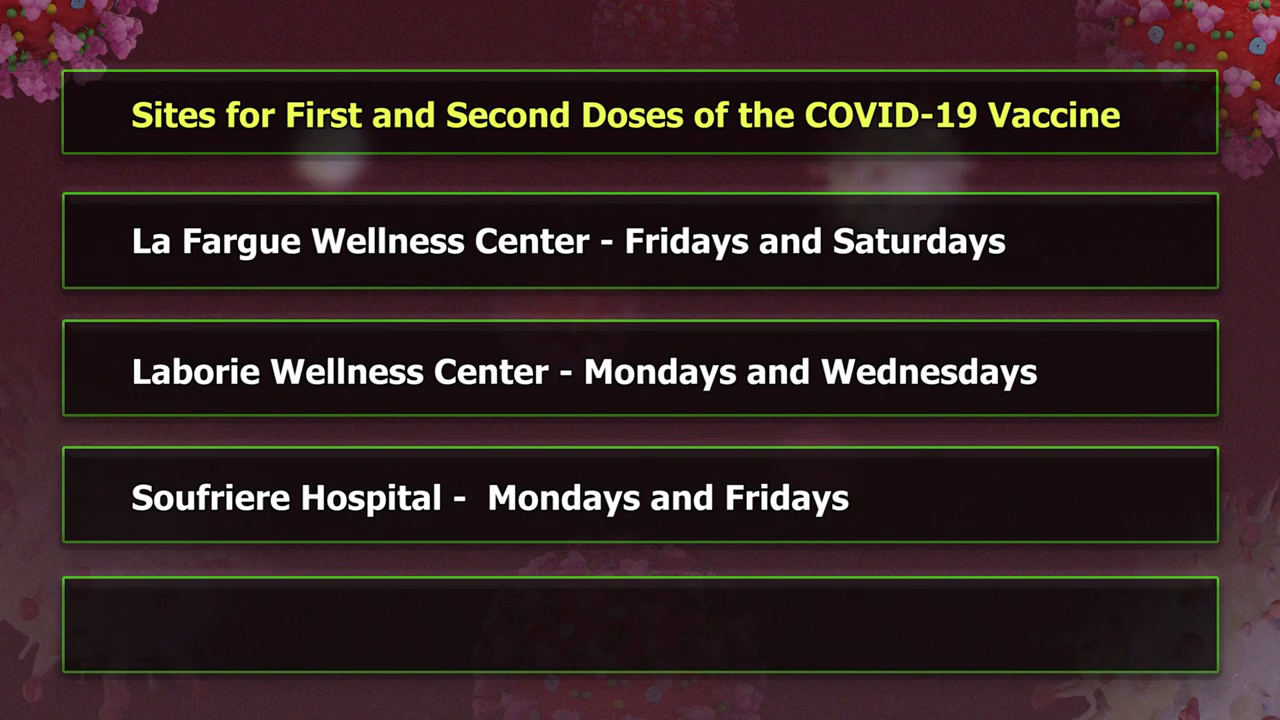 Sites for First and Second Doses of the COVID-19 Vaccine
La Fargue Wellness Center - Fridays and Saturdays
Laborie Wellness Center - Mondays and Wednesdays
Soufriere Hospital -  Mondays and Fridays